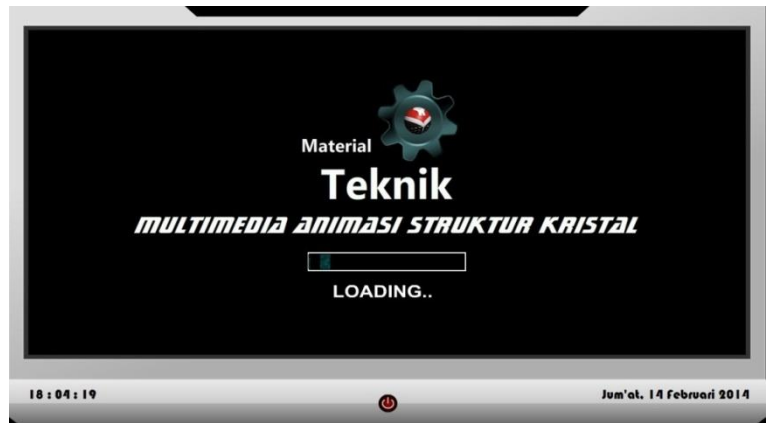 Material
Teknik
MULTIMEDIA ANIMASI STRUKTUR KRISTAL
LOADING..
18 : 04 : 19
Jum'at, 14 Februari 2014